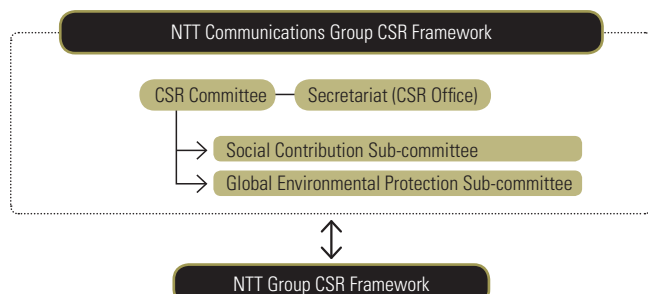 NTT Communications Group CSR Framework
CSR Committee
Secretariat (CSR Office)
Social Contribution Sub-committee
Global Environmental Protection Sub-committee
NTT Group CSR Framework